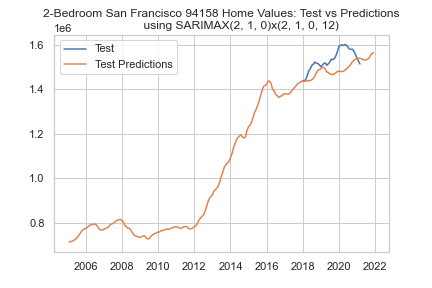 2-Bedroom San Francisco 94158 Home Values: Test vs Predictions
using SARIMAX(2, 1, 0)x(2, 1, 0, 12)
1e6
Test
Test Predictions
1.6
1.4
1.2
1.0
0.8
2006 2008 2010 2012 2014 2016 2018 2020 2022